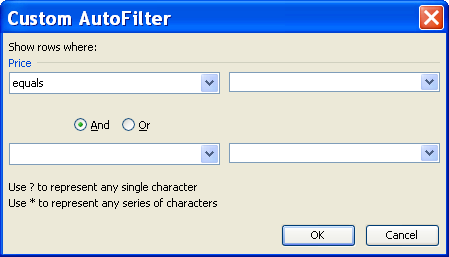 Custom AutoFilter
Show rows where:
Price
equals
And Or
Use ? to represent any single character
Use * to represent any series of characters
OK Cancel